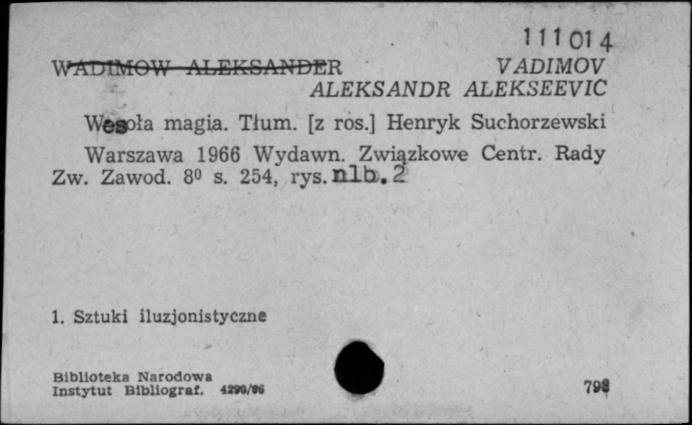 111014
WADIMOW ALEKSANDER VADIMOV
ALEKSANDR ALEKSEEVIC
Wesoła magia. Tłum. [z ros.] Henryk Suchorzewski
Warszawa 1966 Wydawn. Związkowe Centr. Rady
Zw. Zawod. 8⁰ s. 254, rys. nlb. 2
1. Sztuki iluzjonistyczne
Biblioteka Narodowa
Instytut Bibliograf. 4290/66 798